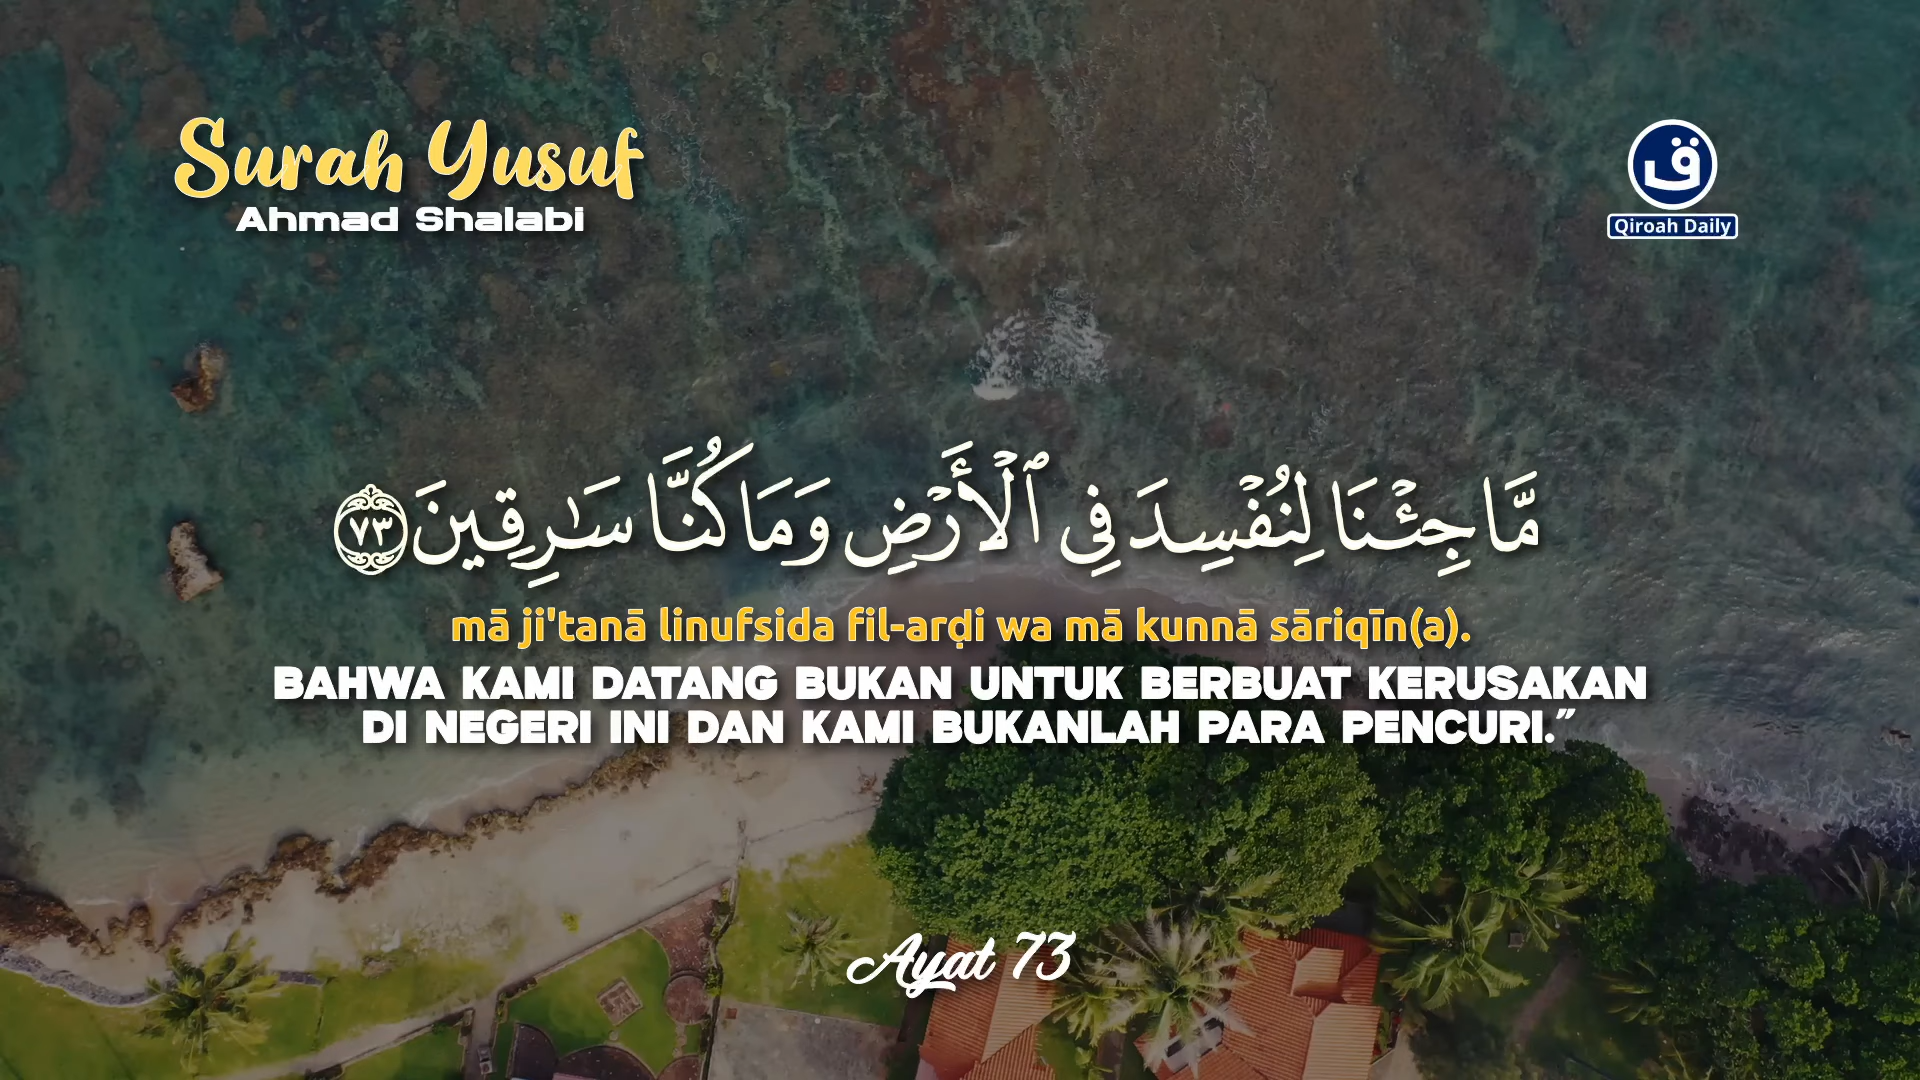 Surah Yusuf
Ahmad Shalabi
ق
Qiroah Daily
مَّا جِئْنَا لِنُفْسِدَ فِى ٱلْأَرْضِ وَمَا كُنَّا سَـٰرِقِينَ ٧٣
mā ji'tanā linufsida fil-arḍi wa mā kunnā sāriqīn(a).
BAHWA KAMI DATANG BUKAN UNTUK BERBUAT KERUSAKAN
DI NEGERI INI DAN KAMI BUKANLAH PARA PENCURI.”
Ayat 73